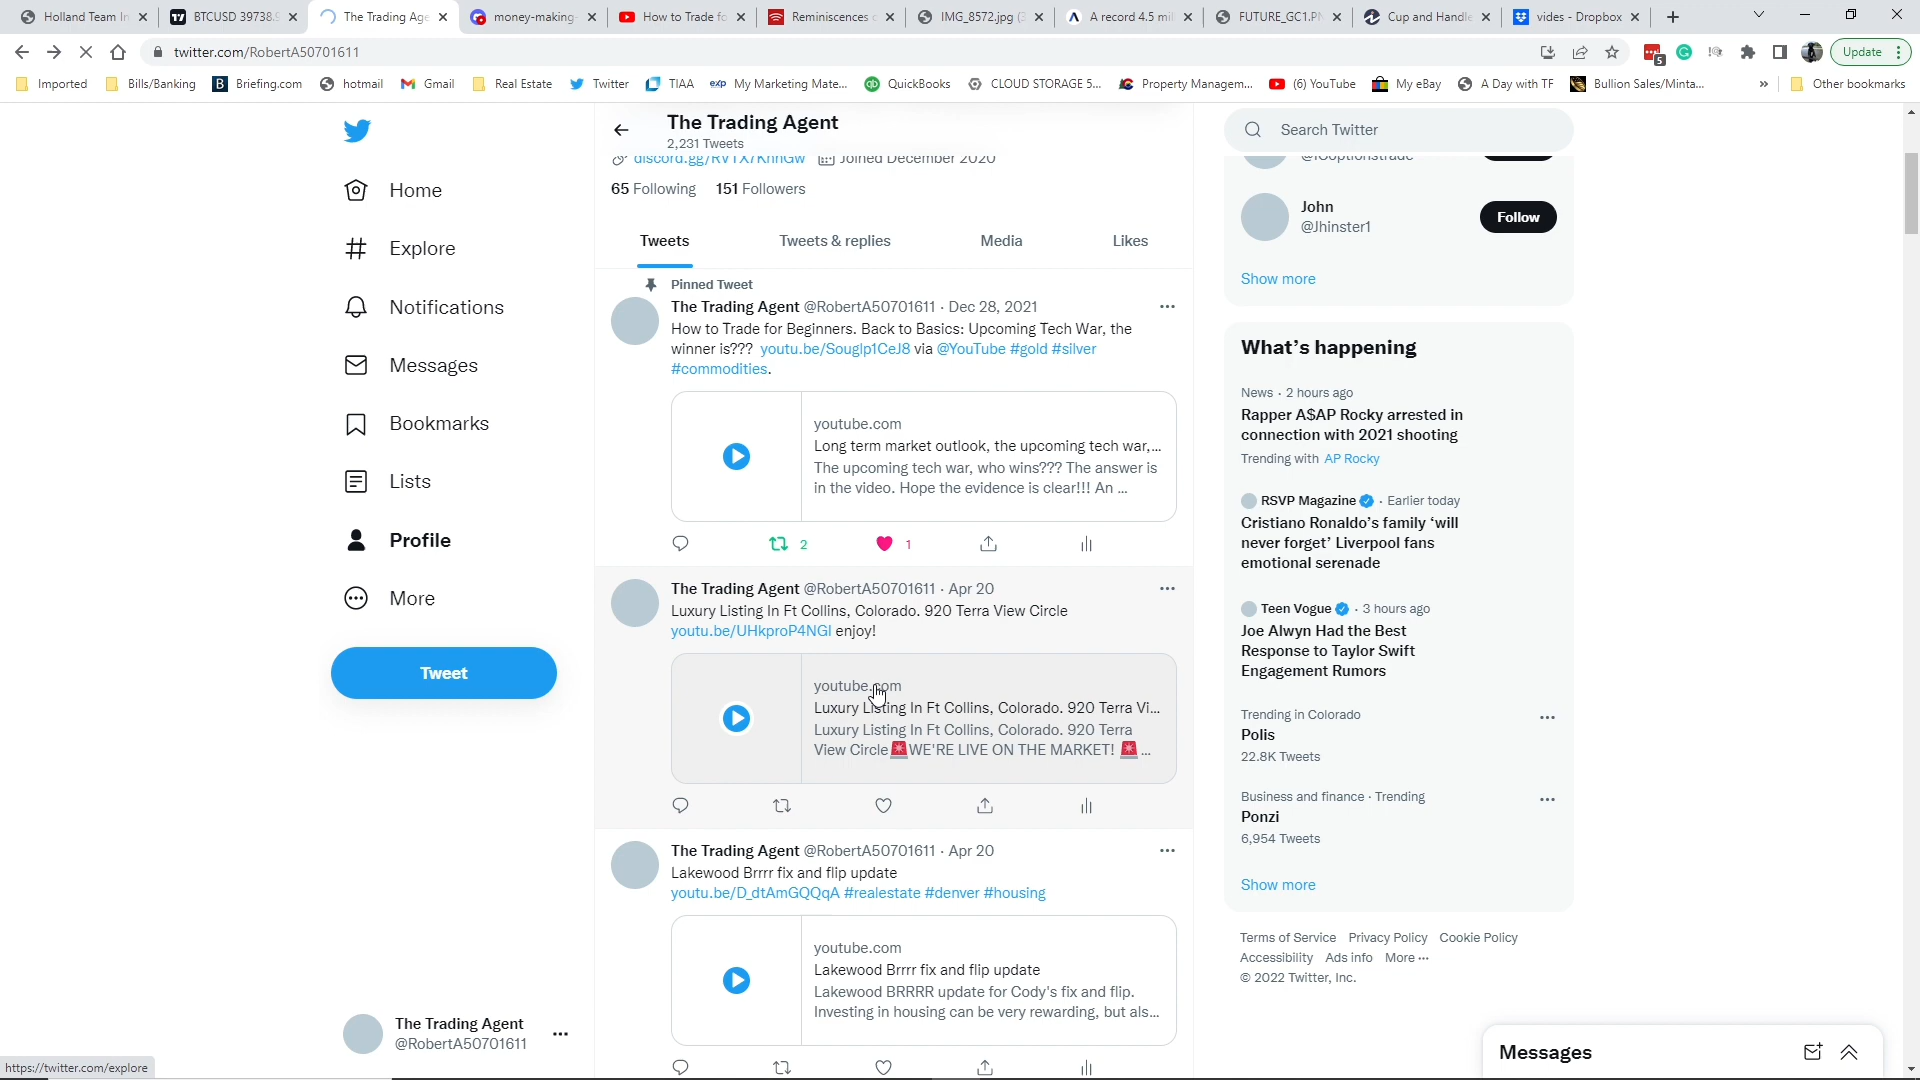 Holland Team In
BTCUSD 39738.9
The Trading Age
money-making-
How to Trade fo
Reminiscences o
IMG_8572.jpg (3
A record 4.5 mil
FUTURE_GC1.PN
Cup and Handle
vides - Dropbox
twitter.com/RobertA50701611
5
Update
Imported
Bills/Banking
Briefing.com
hotmail
Gmail
Real Estate
Twitter
TIAA
My Marketing Mate...
QuickBooks
CLOUD STORAGE 5...
Property Managem...
(6) YouTube
My eBay
A Day with TF
Bullion Sales/Minta...
»
Other bookmarks
Home
Explore
Notifications
Messages
Bookmarks
Lists
Profile
More
Tweet
The Trading Agent
@RobertA50701611
https://twitter.com/explore
The Trading Agent
2,231 Tweets
Joined December 2020
65 Following 151 Followers
Tweets
Tweets & replies
Media
Likes
Pinned Tweet
The Trading Agent @RobertA50701611 · Dec 28, 2021
How to Trade for Beginners. Back to Basics: Upcoming Tech War, the
winner is??? youtu.be/Souglp1CeJ8 via @YouTube #gold #silver
#commodities.
youtube.com
Long term market outlook, the upcoming tech war,...
The upcoming tech war, who wins??? The answer is
in the video. Hope the evidence is clear!!! An ...
2
1
The Trading Agent @RobertA50701611 · Apr 20
Luxury Listing In Ft Collins, Colorado. 920 Terra View Circle
youtu.be/UHkproP4NGI enjoy!
youtube.com
Luxury Listing In Ft Collins, Colorado. 920 Terra Vi...
Luxury Listing In Ft Collins, Colorado. 920 Terra
View Circle🚨WE'RE LIVE ON THE MARKET! 🚨 ...
The Trading Agent @RobertA50701611 · Apr 20
Lakewood Brrrr fix and flip update
youtu.be/D_dtAmGQQqA #realestate #denver #housing
youtube.com
Lakewood Brrrr fix and flip update
Lakewood BRRRR update for Cody's fix and flip.
Investing in housing can be very rewarding, but als...
Search Twitter
John
@Jhinster1
Follow
Show more
What's happening
News · 2 hours ago
Rapper A$AP Rocky arrested in
connection with 2021 shooting
Trending with AP Rocky
RSVP Magazine · Earlier today
Cristiano Ronaldo's family 'will
never forget' Liverpool fans
emotional serenade
Teen Vogue · 3 hours ago
Joe Alwyn Had the Best
Response to Taylor Swift
Engagement Rumors
Trending in Colorado
Polis
22.8K Tweets
Business and finance · Trending
Ponzi
6,954 Tweets
Show more
Terms of Service Privacy Policy Cookie Policy
Accessibility Ads info More ···
© 2022 Twitter, Inc.
Messages